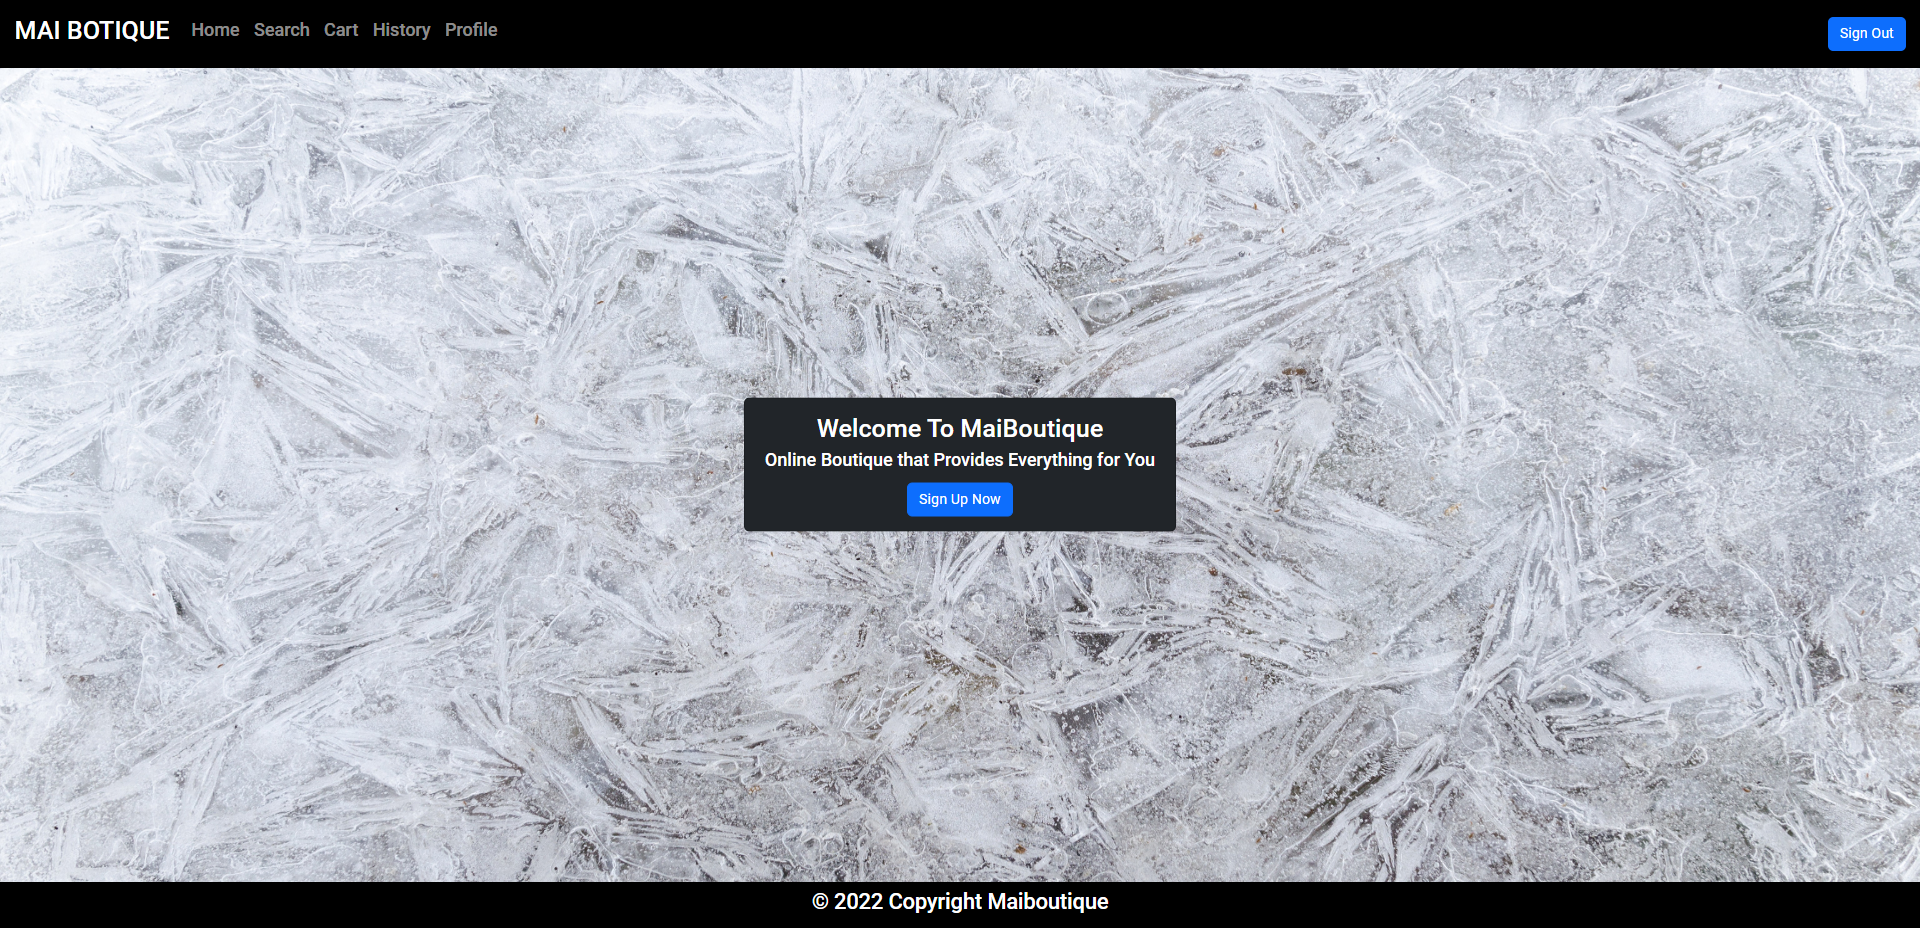 MAI BOTIQUE Home Search Cart History Profile Sign Out
Welcome To MaiBoutique
Online Boutique that Provides Everything for You
Sign Up Now
© 2022 Copyright Maiboutique